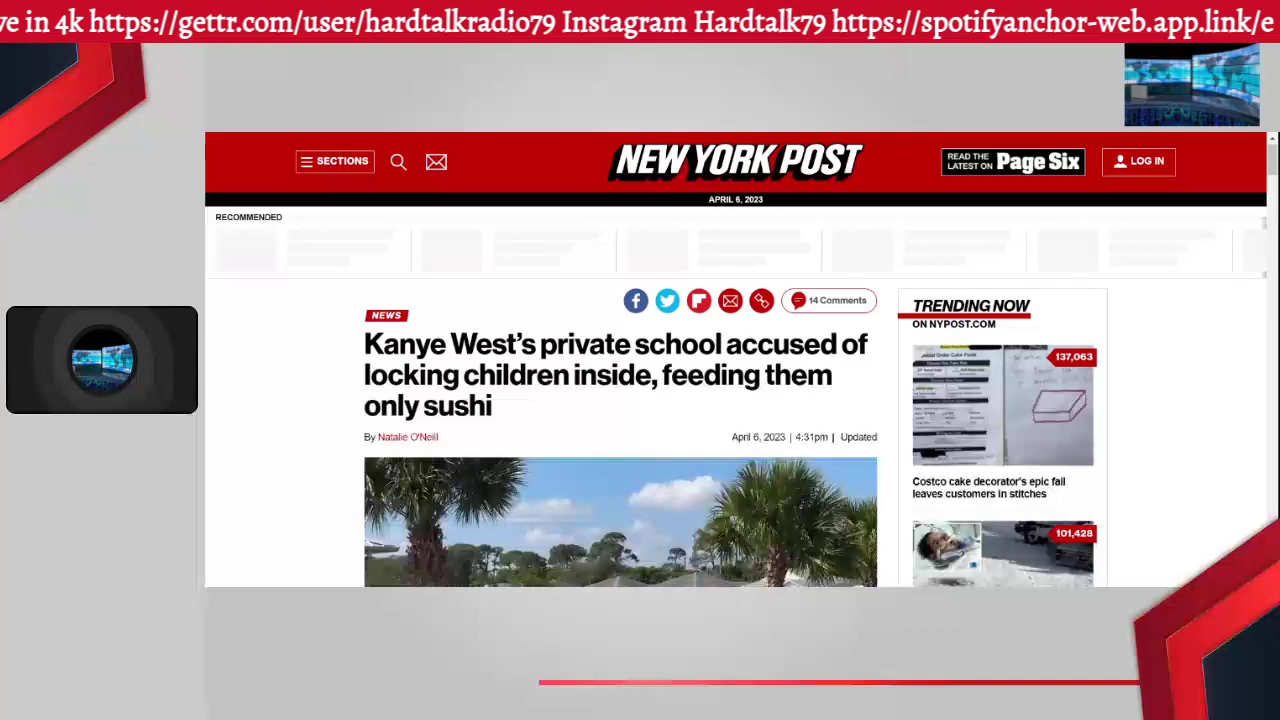 ve in 4k https://gettr.com/user/hardtalkradio79 Instagram Hardtalk79 https://spotifyanchor-web.app.link/e
SECTIONS
NEW YORK POST
READ THE LATEST ON Page Six
LOG IN
APRIL 6, 2023
RECOMMENDED
14 Comments
NEWS
Kanye West's private school accused of
locking children inside, feeding them
only sushi
By Natalie O'Neill
April 6, 2023 | 4:31pm | Updated
TRENDING NOW
ON NYPOST.COM
137,063
Costco cake decorator's epic fail
leaves customers in stitches
101,428